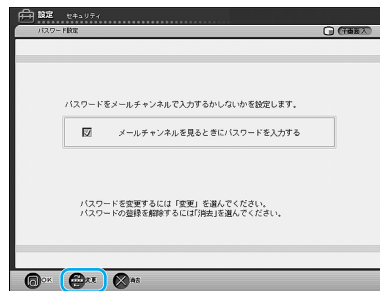 設定 セキュリティ
パスワード設定
子画面 入
パスワードをメールチャンネルで入力するかしないかを設定します。
メールチャンネルを見るときにパスワードを入力する
パスワードを変更するには「変更」を選んでください。
パスワードの登録を解除するには「消去」を選んでください。
OK 変更 消去